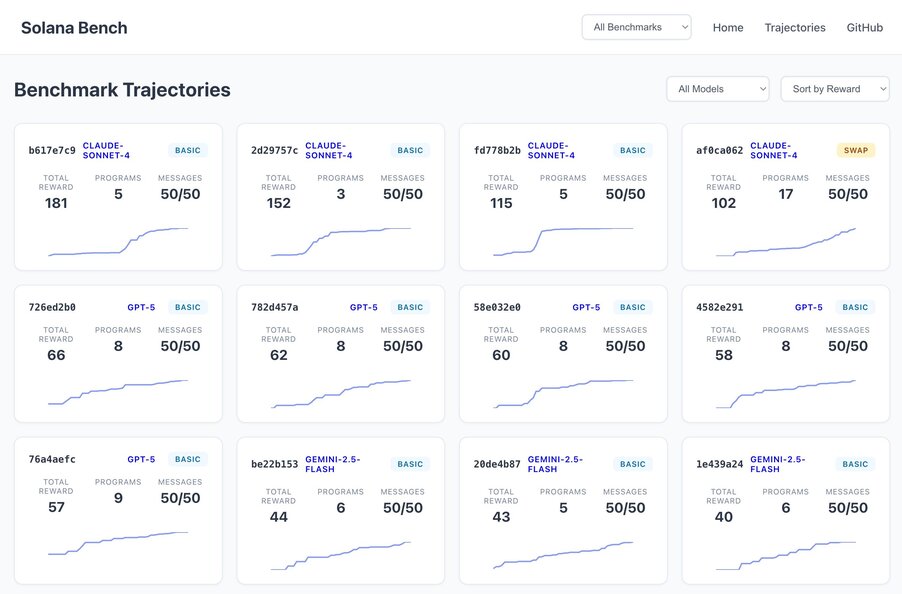 Solana Bench
All Benchmarks
Home
Trajectories
GitHub
Benchmark Trajectories
All Models
Sort by Reward
b617e7c9
CLAUDE-
SONNET-4
BASIC
TOTAL
REWARD
181
PROGRAMS
5
MESSAGES
50/50
2d29757c
CLAUDE-
SONNET-4
BASIC
TOTAL
REWARD
152
PROGRAMS
3
MESSAGES
50/50
fd778b2b
CLAUDE-
SONNET-4
BASIC
TOTAL
REWARD
115
PROGRAMS
5
MESSAGES
50/50
af0ca062
CLAUDE-
SONNET-4
SWAP
TOTAL
REWARD
102
PROGRAMS
17
MESSAGES
50/50
726ed2b0
GPT-5
BASIC
TOTAL
REWARD
66
PROGRAMS
8
MESSAGES
50/50
782d457a
GPT-5
BASIC
TOTAL
REWARD
62
PROGRAMS
8
MESSAGES
50/50
58e032e0
GPT-5
BASIC
TOTAL
REWARD
60
PROGRAMS
8
MESSAGES
50/50
4582e291
GPT-5
BASIC
TOTAL
REWARD
58
PROGRAMS
8
MESSAGES
50/50
76a4aefc
GPT-5
BASIC
TOTAL
REWARD
57
PROGRAMS
9
MESSAGES
50/50
be22b153
GEMINI-2.5-
FLASH
BASIC
TOTAL
REWARD
44
PROGRAMS
6
MESSAGES
50/50
20de4b87
GEMINI-2.5-
FLASH
BASIC
TOTAL
REWARD
43
PROGRAMS
5
MESSAGES
50/50
1e439a24
GEMINI-2.5-
FLASH
BASIC
TOTAL
REWARD
40
PROGRAMS
6
MESSAGES
50/50